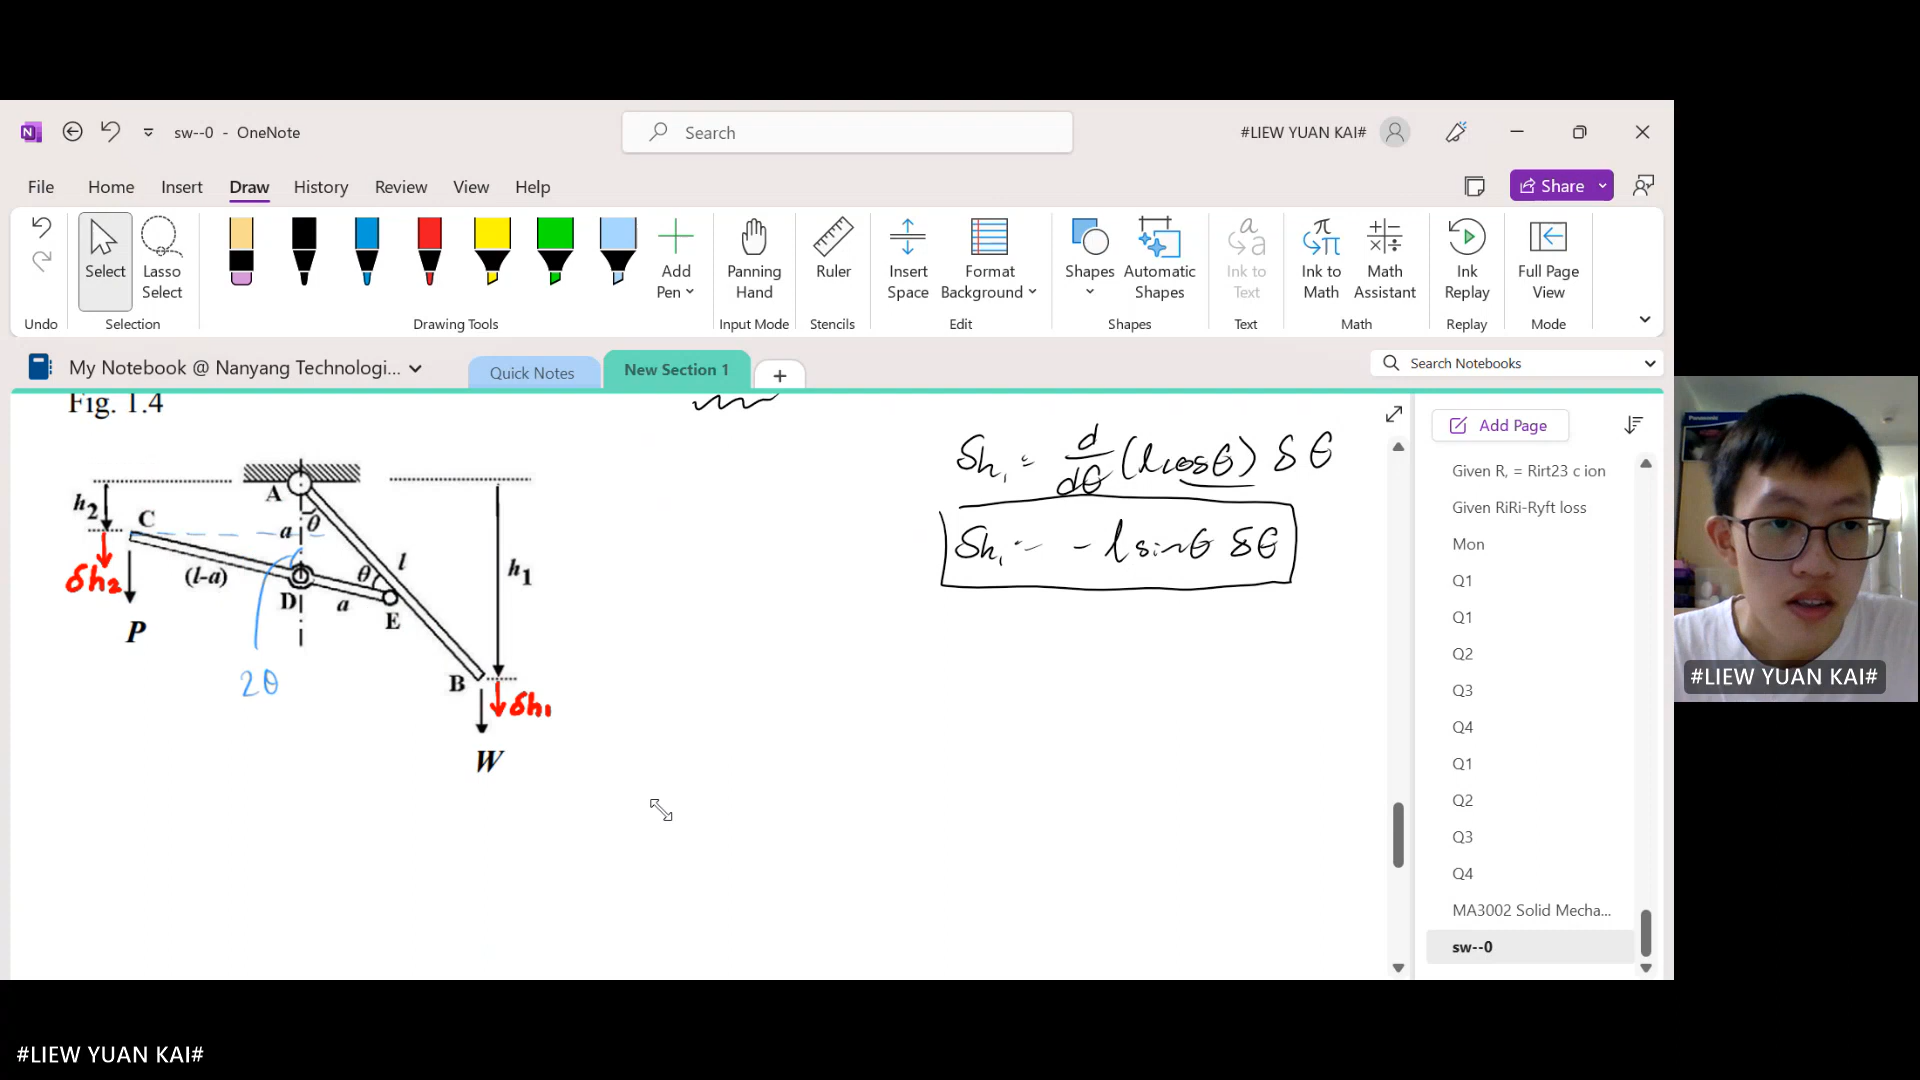 sw--0 - OneNote
Search
#LIEW YUAN KAI#
File Home Insert Draw History Review View Help
Share
Select
Lasso Select
Add Pen
Panning Hand
Ruler
Insert Space
Format Background
Shapes
Automatic Shapes
Ink to Text
Ink to Math
Math Assistant
Ink Replay
Full Page View
Undo Selection Drawing Tools Input Mode Stencils Edit Shapes Text Math Replay Mode
My Notebook @ Nanyang Technologi...
Quick Notes
New Section 1
Search Notebooks
Fig. 1.4
A
h2
C
a
θ
δh2
(l-a)
D
θ
l
a
E
h1
P
2θ
B
δh1
W
δh₁ = d/dθ (l cosθ) δθ
δh₁ = - l sinθ δθ
Add Page
Given R, = Rirt23 c ion
Given RiRi-Ryft loss
Mon
Q1
Q1
Q2
Q3
Q4
Q1
Q2
Q3
Q4
MA3002 Solid Mecha...
sw--0
Panasonic
#LIEW YUAN KAI#
#LIEW YUAN KAI#